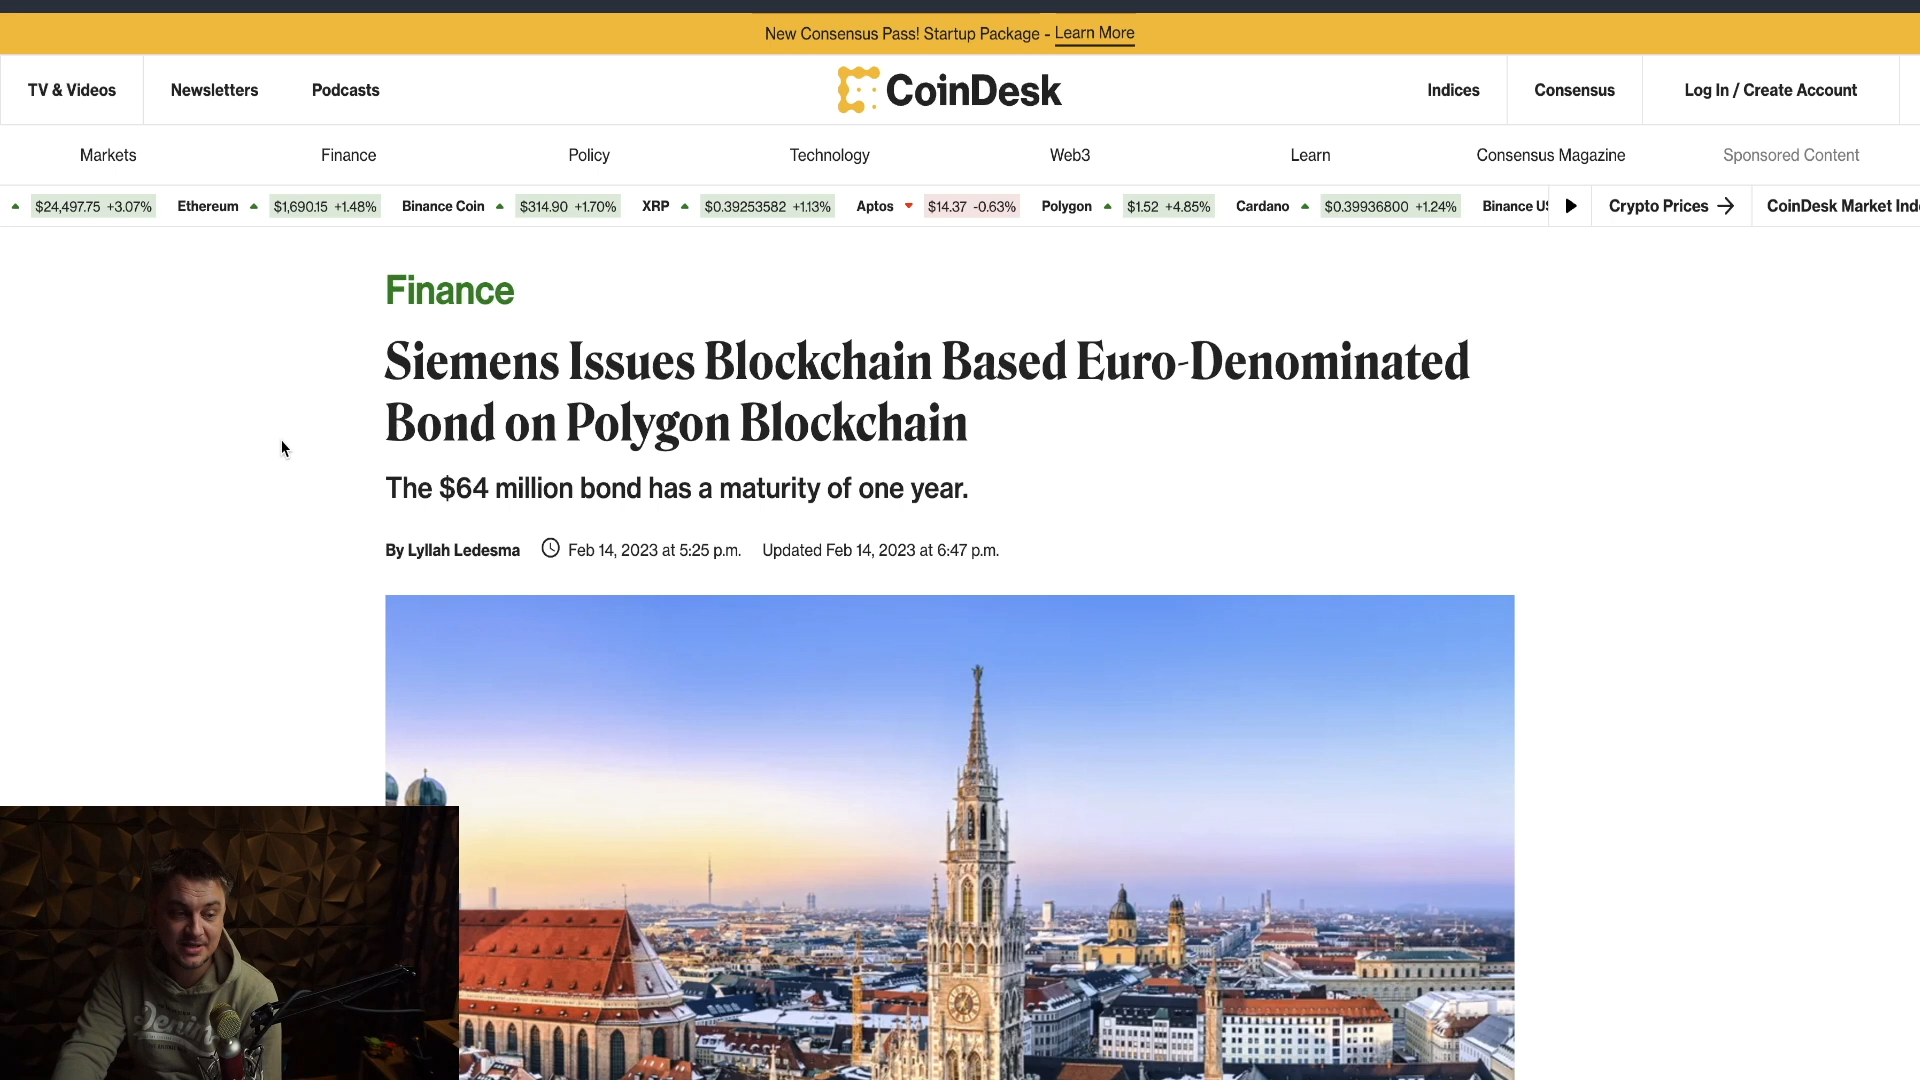 New Consensus Pass! Startup Package - Learn More
TV & Videos
Newsletters
Podcasts
CoinDesk
Indices
Consensus
Log In / Create Account
Markets
Finance
Policy
Technology
Web3
Learn
Consensus Magazine
Sponsored Content
$24,497.75 +3.07%
Ethereum $1,690.15 +1.48%
Binance Coin $314.90 +1.70%
XRP $0.39253582 +1.13%
Aptos $14.37 -0.63%
Polygon $1.52 +4.85%
Cardano $0.39936800 +1.24%
Binance
Crypto Prices
CoinDesk Market
Finance
Siemens Issues Blockchain Based Euro-Denominated
Bond on Polygon Blockchain
The $64 million bond has a maturity of one year.
By Lyllah Ledesma Feb 14, 2023 at 5:25 p.m. Updated Feb 14, 2023 at 6:47 p.m.
Denim